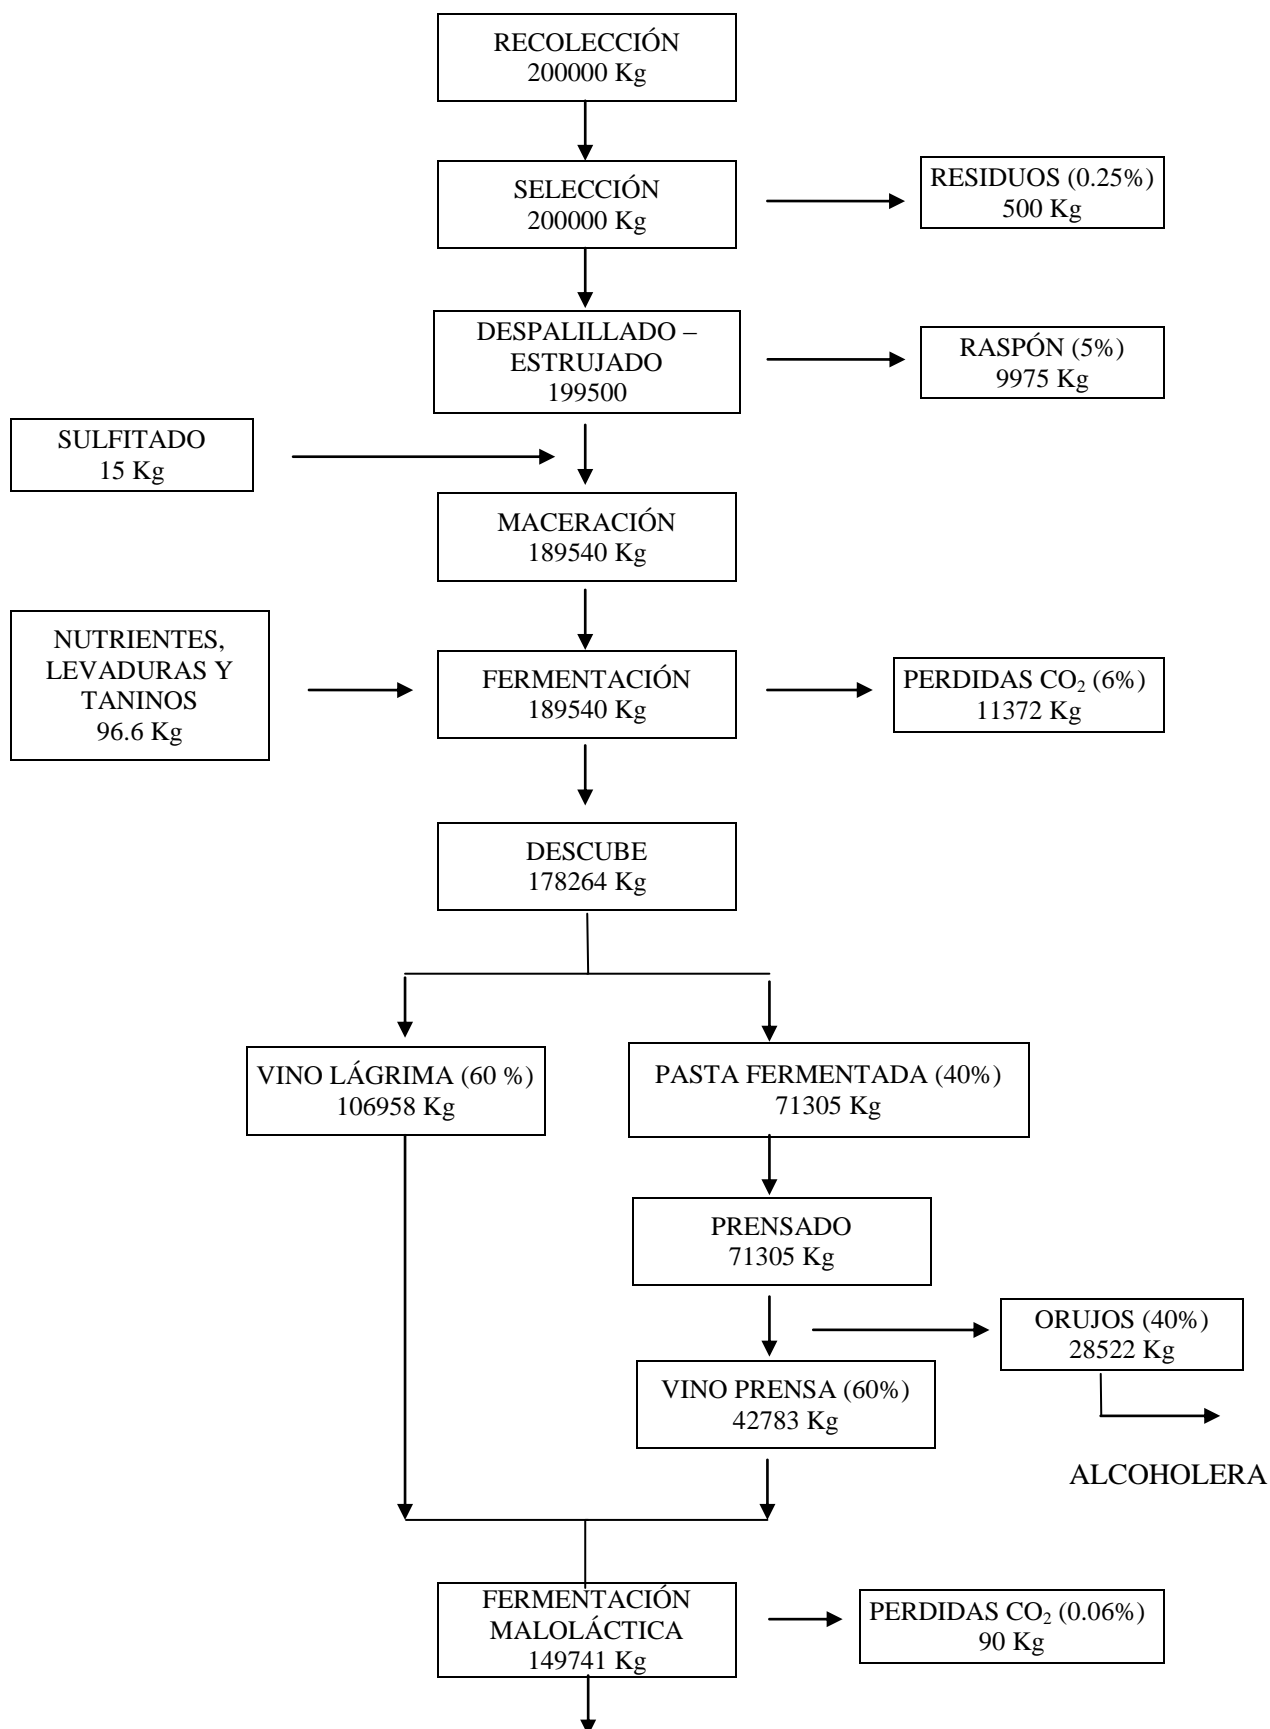 RECOLECCIÓN
200000 Kg
SELECCIÓN
200000 Kg
RESIDUOS (0.25%)
500 Kg
DESPALILLADO –
ESTRUJADO
199500
RASPÓN (5%)
9975 Kg
SULFITADO
15 Kg
MACERACIÓN
189540 Kg
NUTRIENTES,
LEVADURAS Y
TANINOS
96.6 Kg
FERMENTACIÓN
189540 Kg
PERDIDAS CO₂ (6%)
11372 Kg
DESCUBE
178264 Kg
VINO LÁGRIMA (60 %)
106958 Kg
PASTA FERMENTADA (40%)
71305 Kg
PRENSADO
71305 Kg
ORUJOS (40%)
28522 Kg
VINO PRENSA (60%)
42783 Kg
ALCOHOLERA
FERMENTACIÓN
MALOLÁCTICA
149741 Kg
PERDIDAS CO₂ (0.06%)
90 Kg